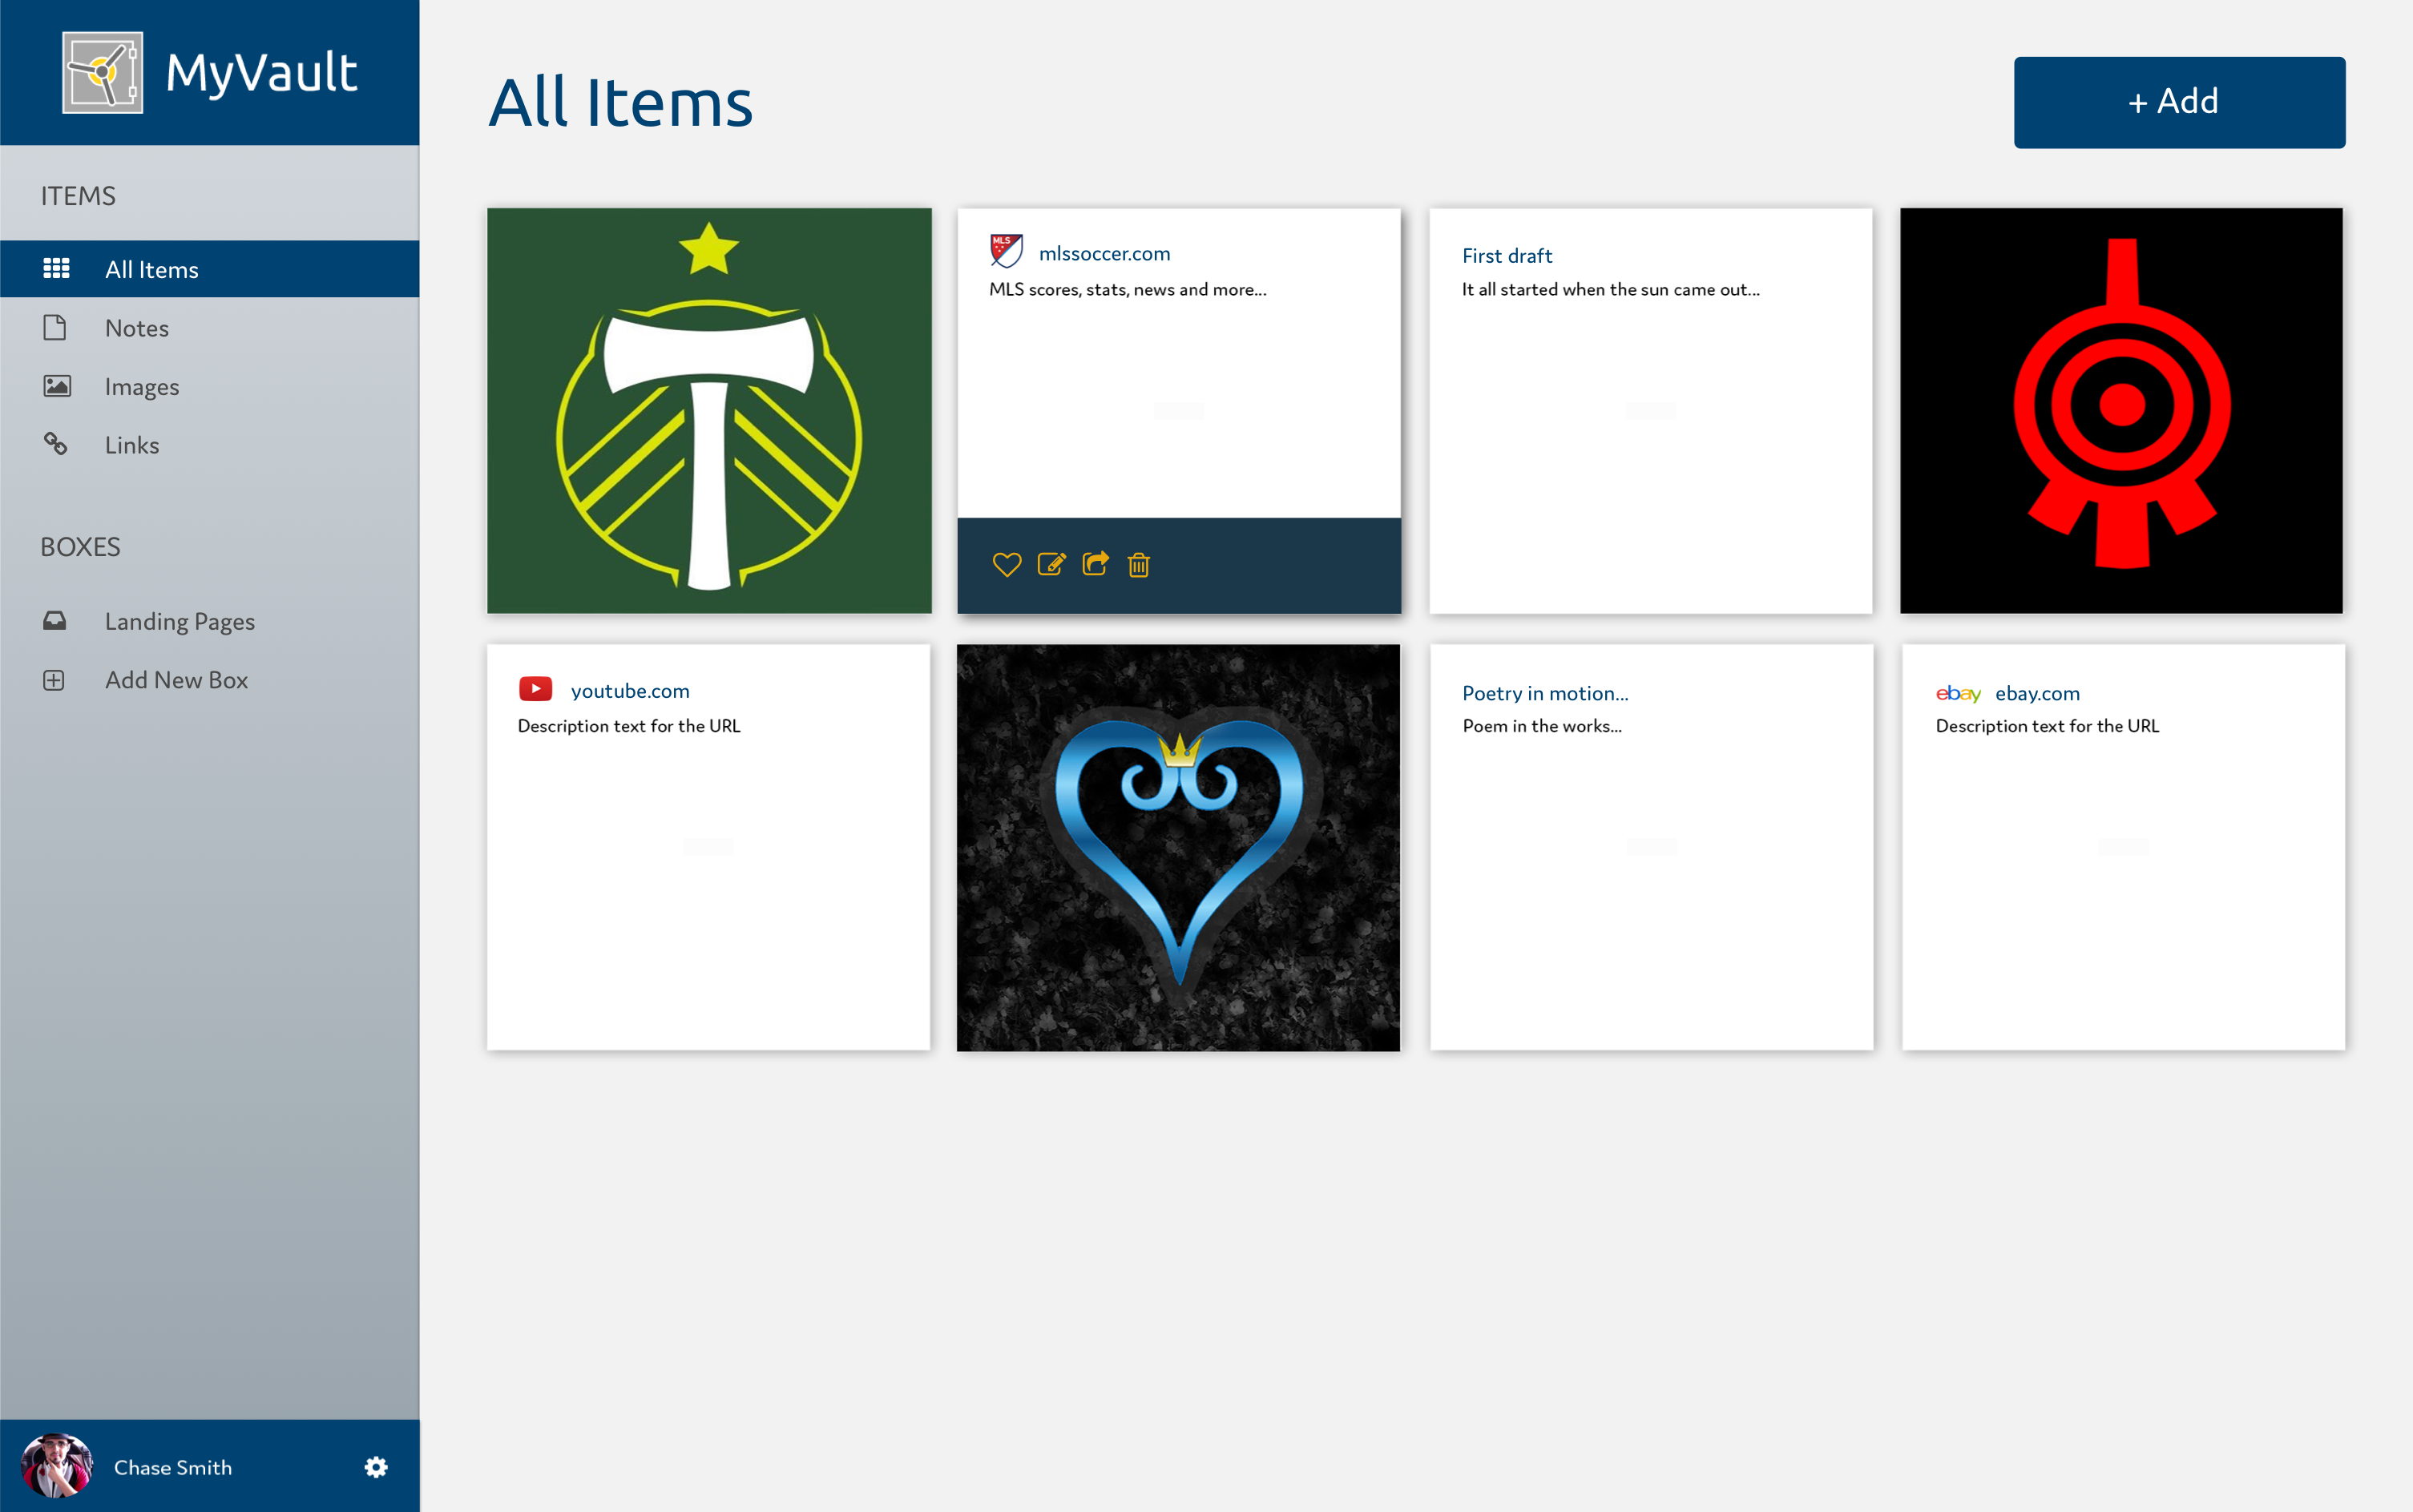 MyVault
ITEMS
All Items
Notes
Images
Links
BOXES
Landing Pages
Add New Box
Chase Smith
All Items
+ Add
MLS
mlssoccer.com
MLS scores, stats, news and more...
First draft
It all started when the sun came out...
youtube.com
Description text for the URL
Poetry in motion...
Poem in the works...
ebay ebay.com
Description text for the URL